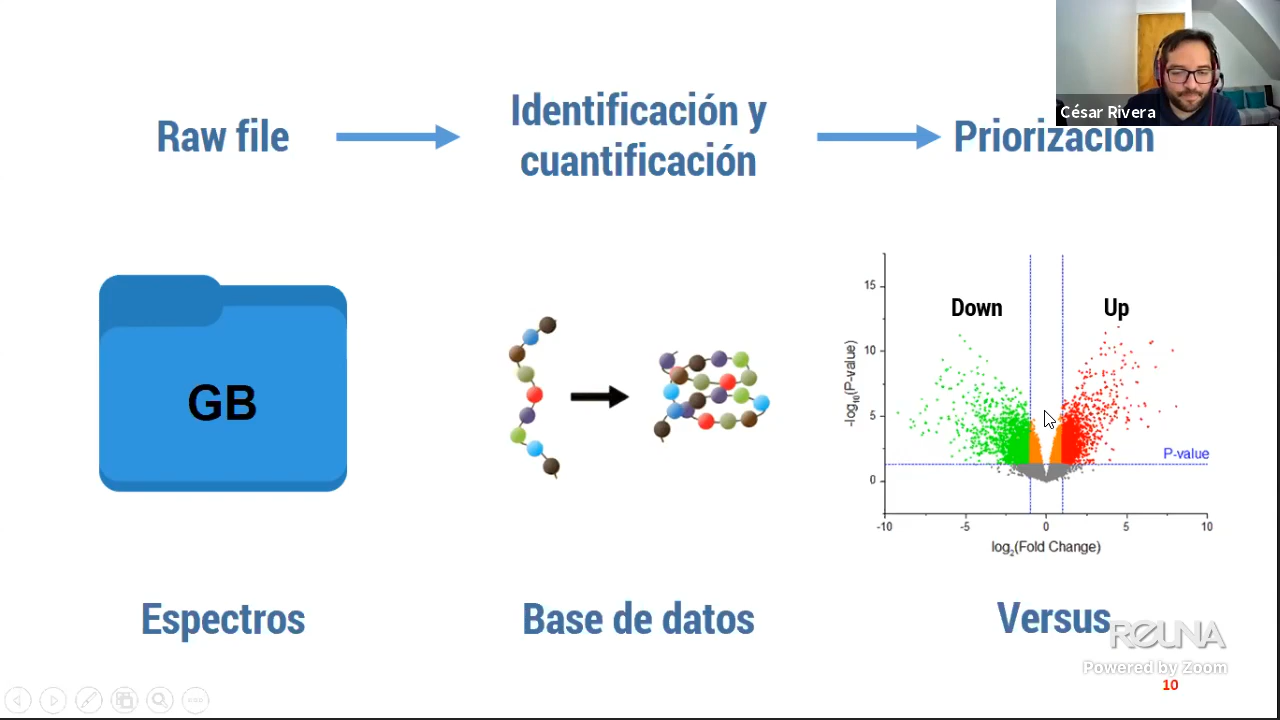 César Rivera
Raw file
Identificación y
cuantificación
Priorización
GB
Down
Up
15
10
5
0
-log10(P-value)
P-value
-10
-5
0
5
10
log2(Fold Change)
Espectros
Base de datos
Versus
REUNA
Powered by Zoom
10